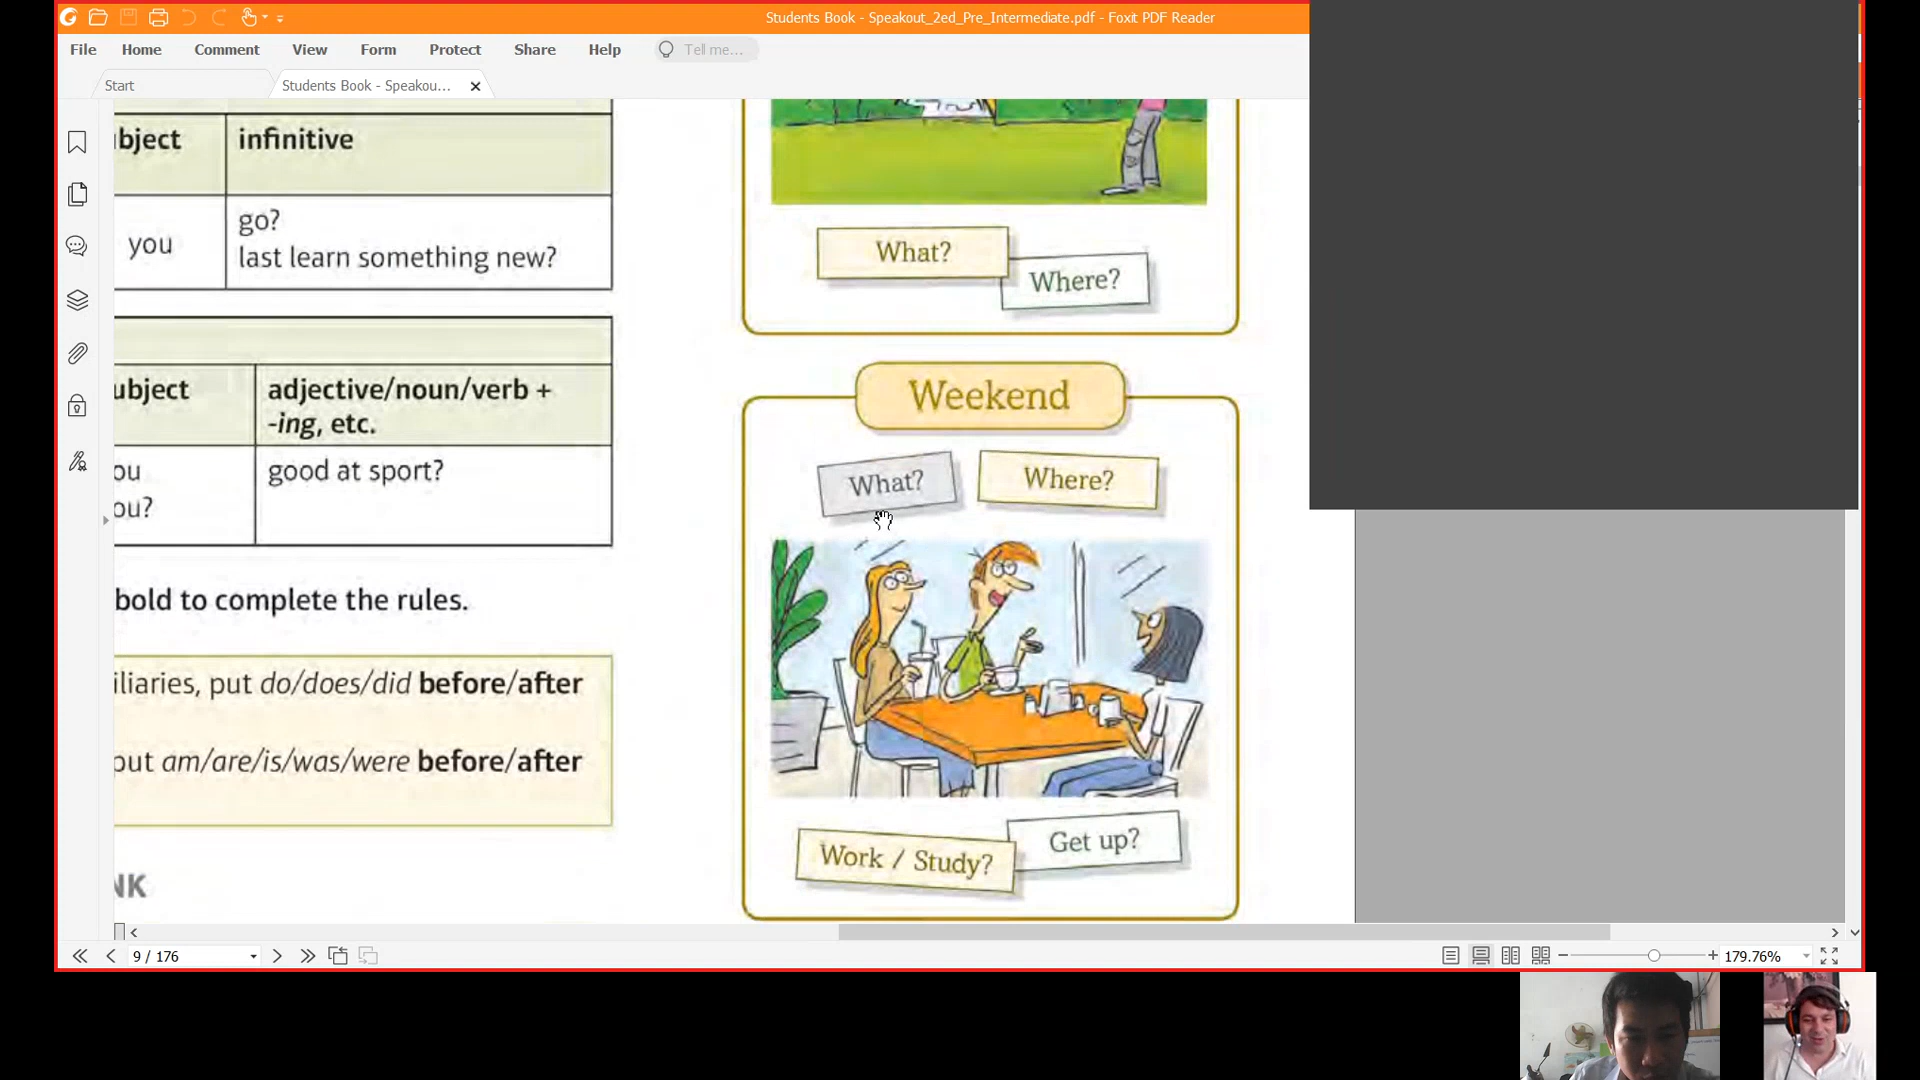 Students Book - Speakout_2ed_Pre_Intermediate.pdf - Foxit PDF Reader
File Home Comment View Form Protect Share Help Tell me...
Start Students Book - Speakou...
bject infinitive
you go?
last learn something new?
ubject adjective/noun/verb +
-ing, etc.
ou good at sport?
ou?
bold to complete the rules.
iliaries, put do/does/did before/after
put am/are/is/was/were before/after
NK
What?
Where?
Weekend
What? Where?
Work / Study? Get up?
9 / 176 179.76%